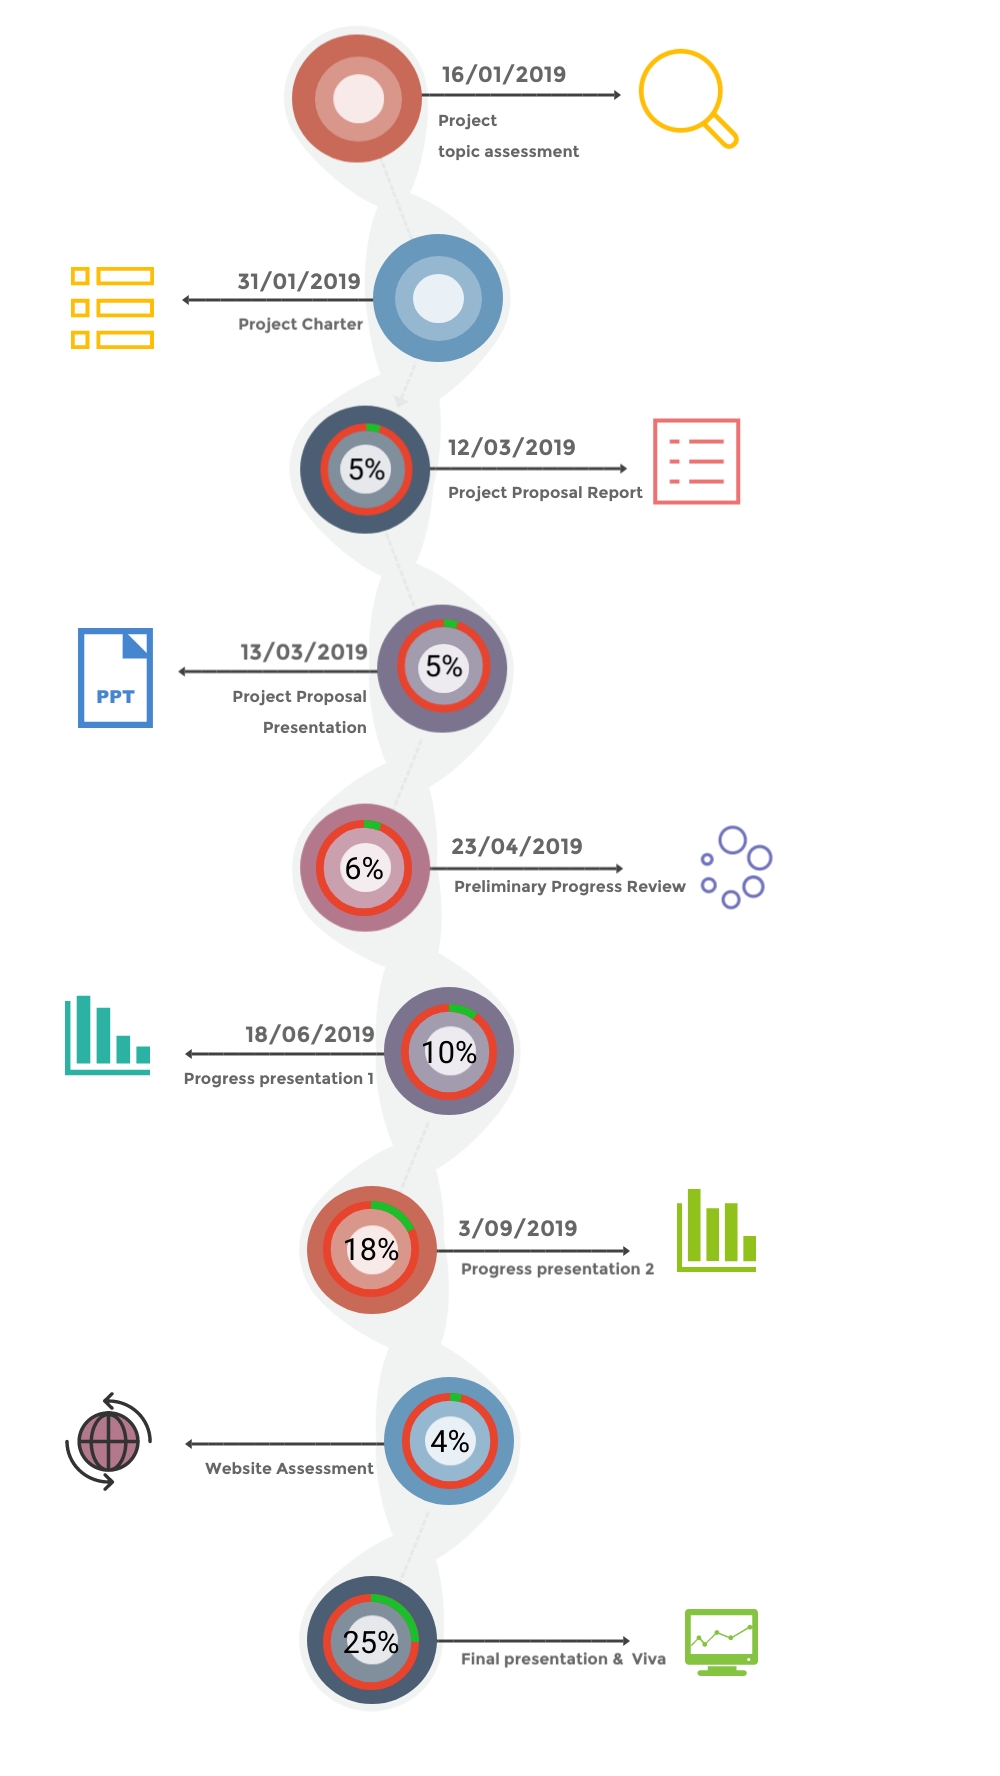 16/01/2019
Project
topic assessment
31/01/2019
Project Charter
12/03/2019
5%
Project Proposal Report
13/03/2019
5%
PPT
Project Proposal
Presentation
23/04/2019
6%
Preliminary Progress Review
18/06/2019
10%
Progress presentation 1
3/09/2019
18%
Progress presentation 2
4%
Website Assessment
25%
Final presentation & Viva